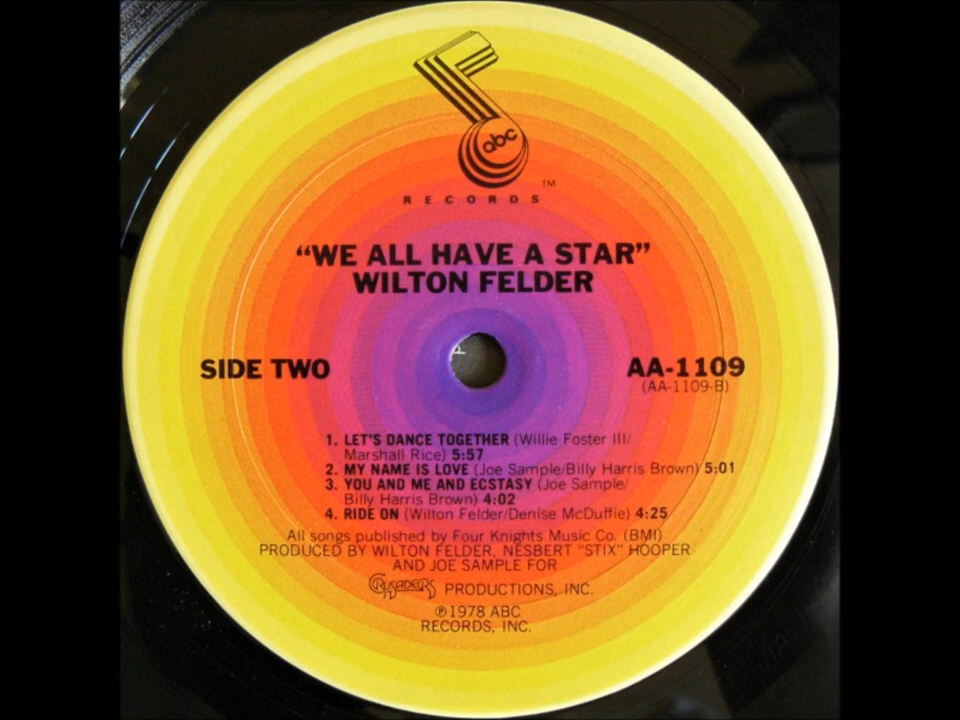 abc
TM
RECORDS
"WE ALL HAVE A STAR"
WILTON FELDER
SIDE TWO
AA-1109
(AA-1109-B)
1. LET'S DANCE TOGETHER (Willie Foster III/
Marshall Rice) 5:57
2. MY NAME IS LOVE (Joe Sample/Billy Harris Brown) 5:01
3. YOU AND ME AND ECSTASY (Joe Sample/
Billy Harris Brown) 4:02
4. RIDE ON (Wilton Felder/Denise McDuffie) 4:25
All songs published by Four Knights Music Co. (BMI)
PRODUCED BY WILTON FELDER, NESBERT "STIX" HOOPER
AND JOE SAMPLE FOR
CRUSADERS PRODUCTIONS, INC.
℗1978 ABC
RECORDS, INC.